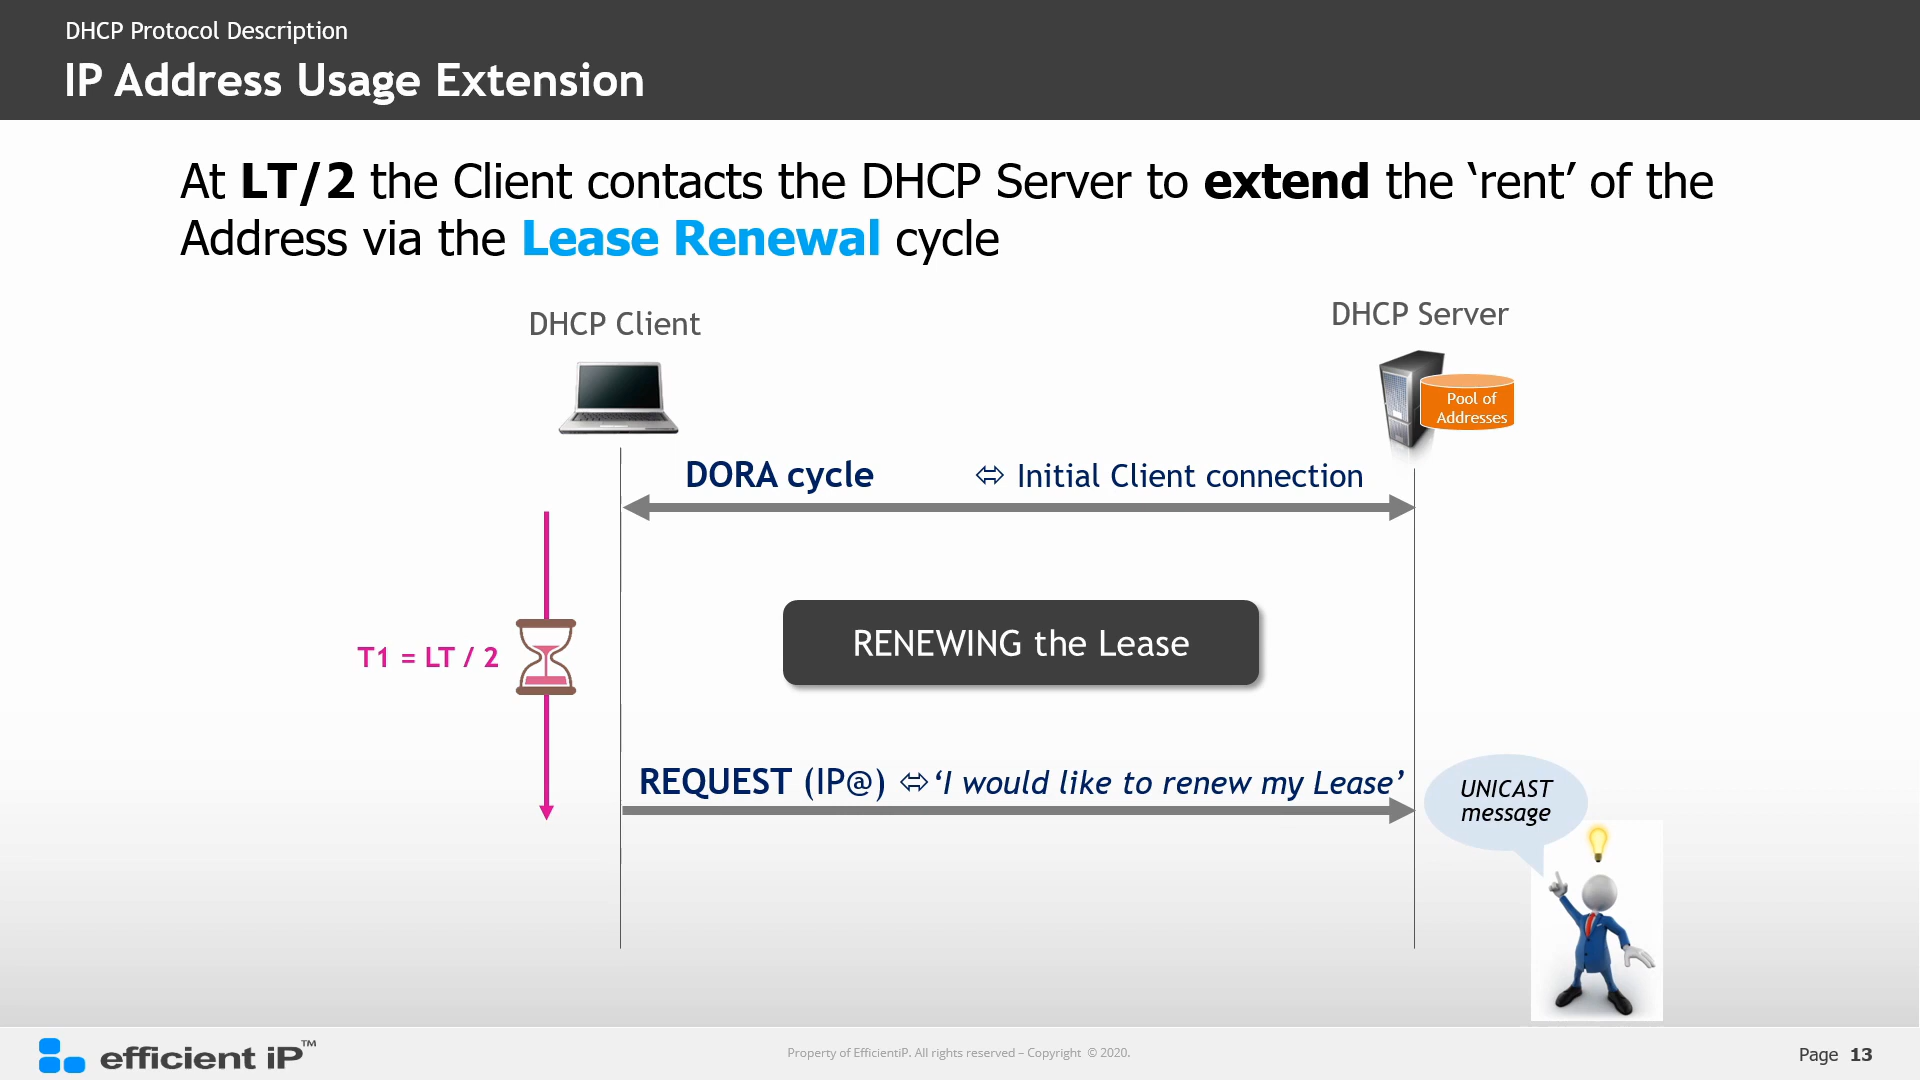 DHCP Protocol Description
IP Address Usage Extension
At LT/2 the Client contacts the DHCP Server to extend the ‘rent’ of the
Address via the Lease Renewal cycle
DHCP Client
DHCP Server
Pool of
Addresses
DORA cycle ⬄ Initial Client connection
T1 = LT / 2
RENEWING the Lease
REQUEST (IP@) ⬄ ‘I would like to renew my Lease’
UNICAST
message
efficient iP™
Property of EfficientiP. All rights reserved – Copyright © 2020.
Page 13